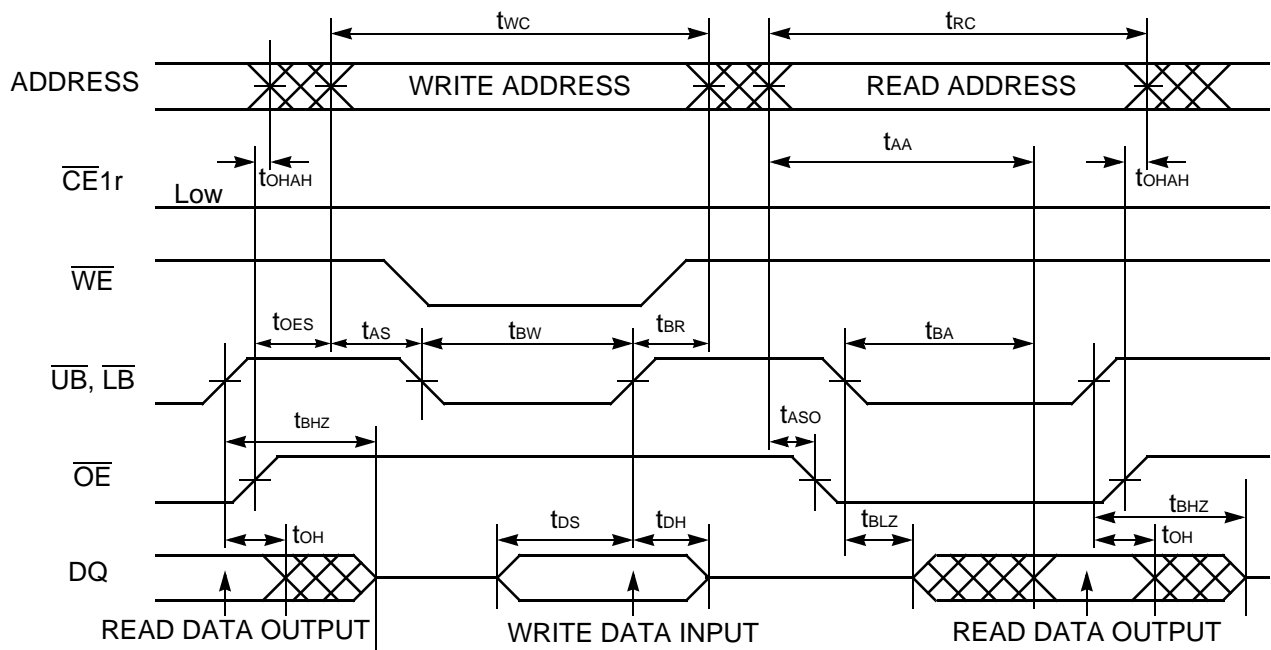 tWC tRC
ADDRESS WRITE ADDRESS READ ADDRESS
tAA
CE1r tOHAH tOHAH
Low
WE
tOES tAS tBW tBR tBA
UB, LB
tBHZ tASO
OE
tOH tDS tDH tBLZ tBHZ
tOH
DQ
READ DATA OUTPUT WRITE DATA INPUT READ DATA OUTPUT